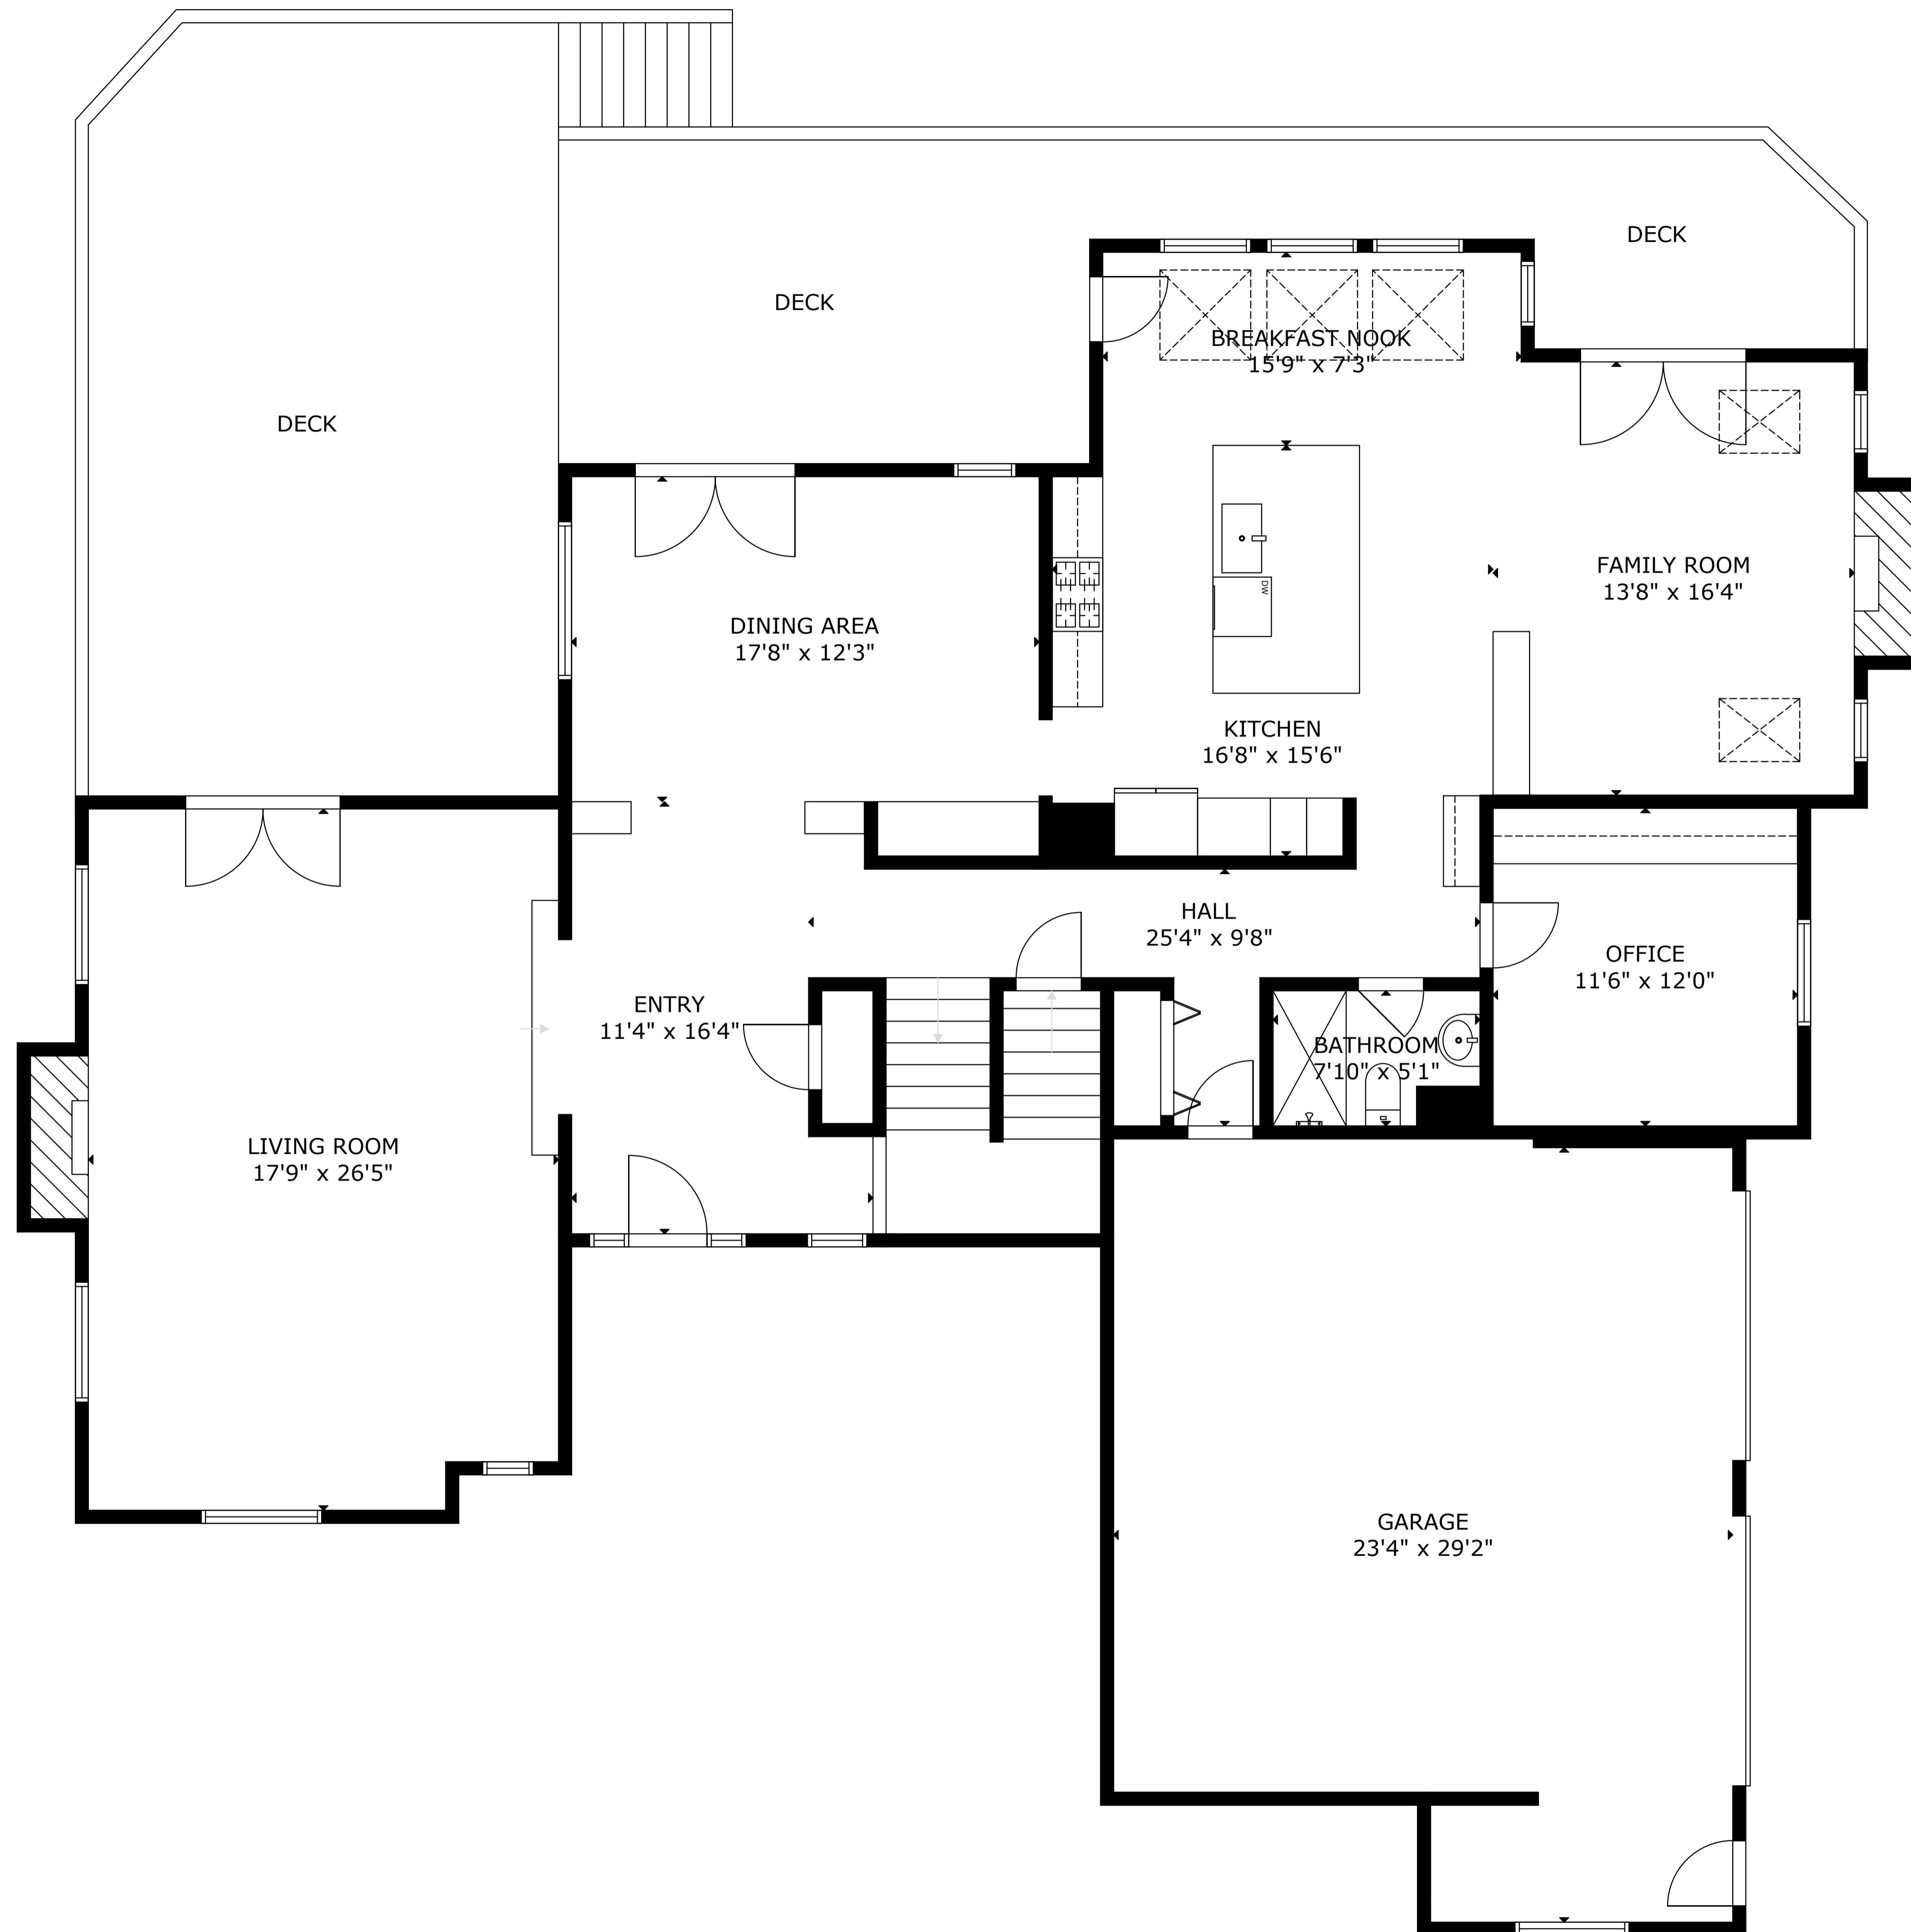 DECK
DECK
DECK
BREAKFAST NOOK
15'9" x 7'3"
FAMILY ROOM
13'8" x 16'4"
DW
DINING AREA
17'8" x 12'3"
KITCHEN
16'8" x 15'6"
HALL
25'4" x 9'8"
OFFICE
11'6" x 12'0"
ENTRY
11'4" x 16'4"
BATHROOM
7'10" x 5'1"
LIVING ROOM
17'9" x 26'5"
GARAGE
23'4" x 29'2"